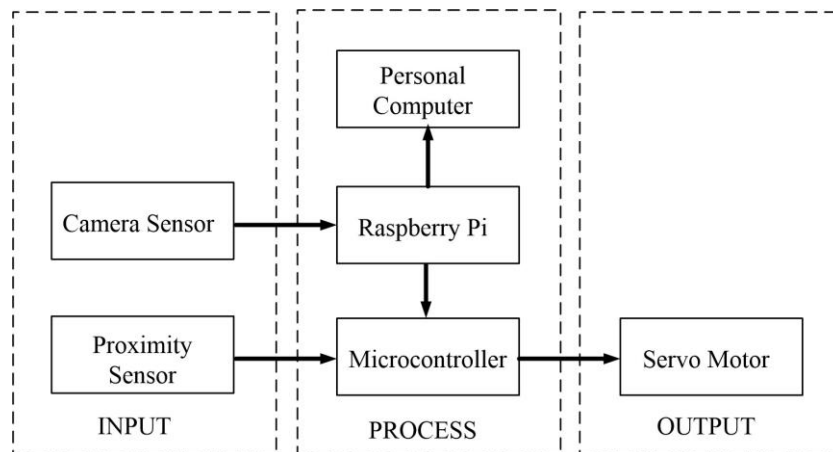 Personal
Computer
Camera Sensor
Raspberry Pi
Proximity
Sensor
Microcontroller
Servo Motor
INPUT
PROCESS
OUTPUT